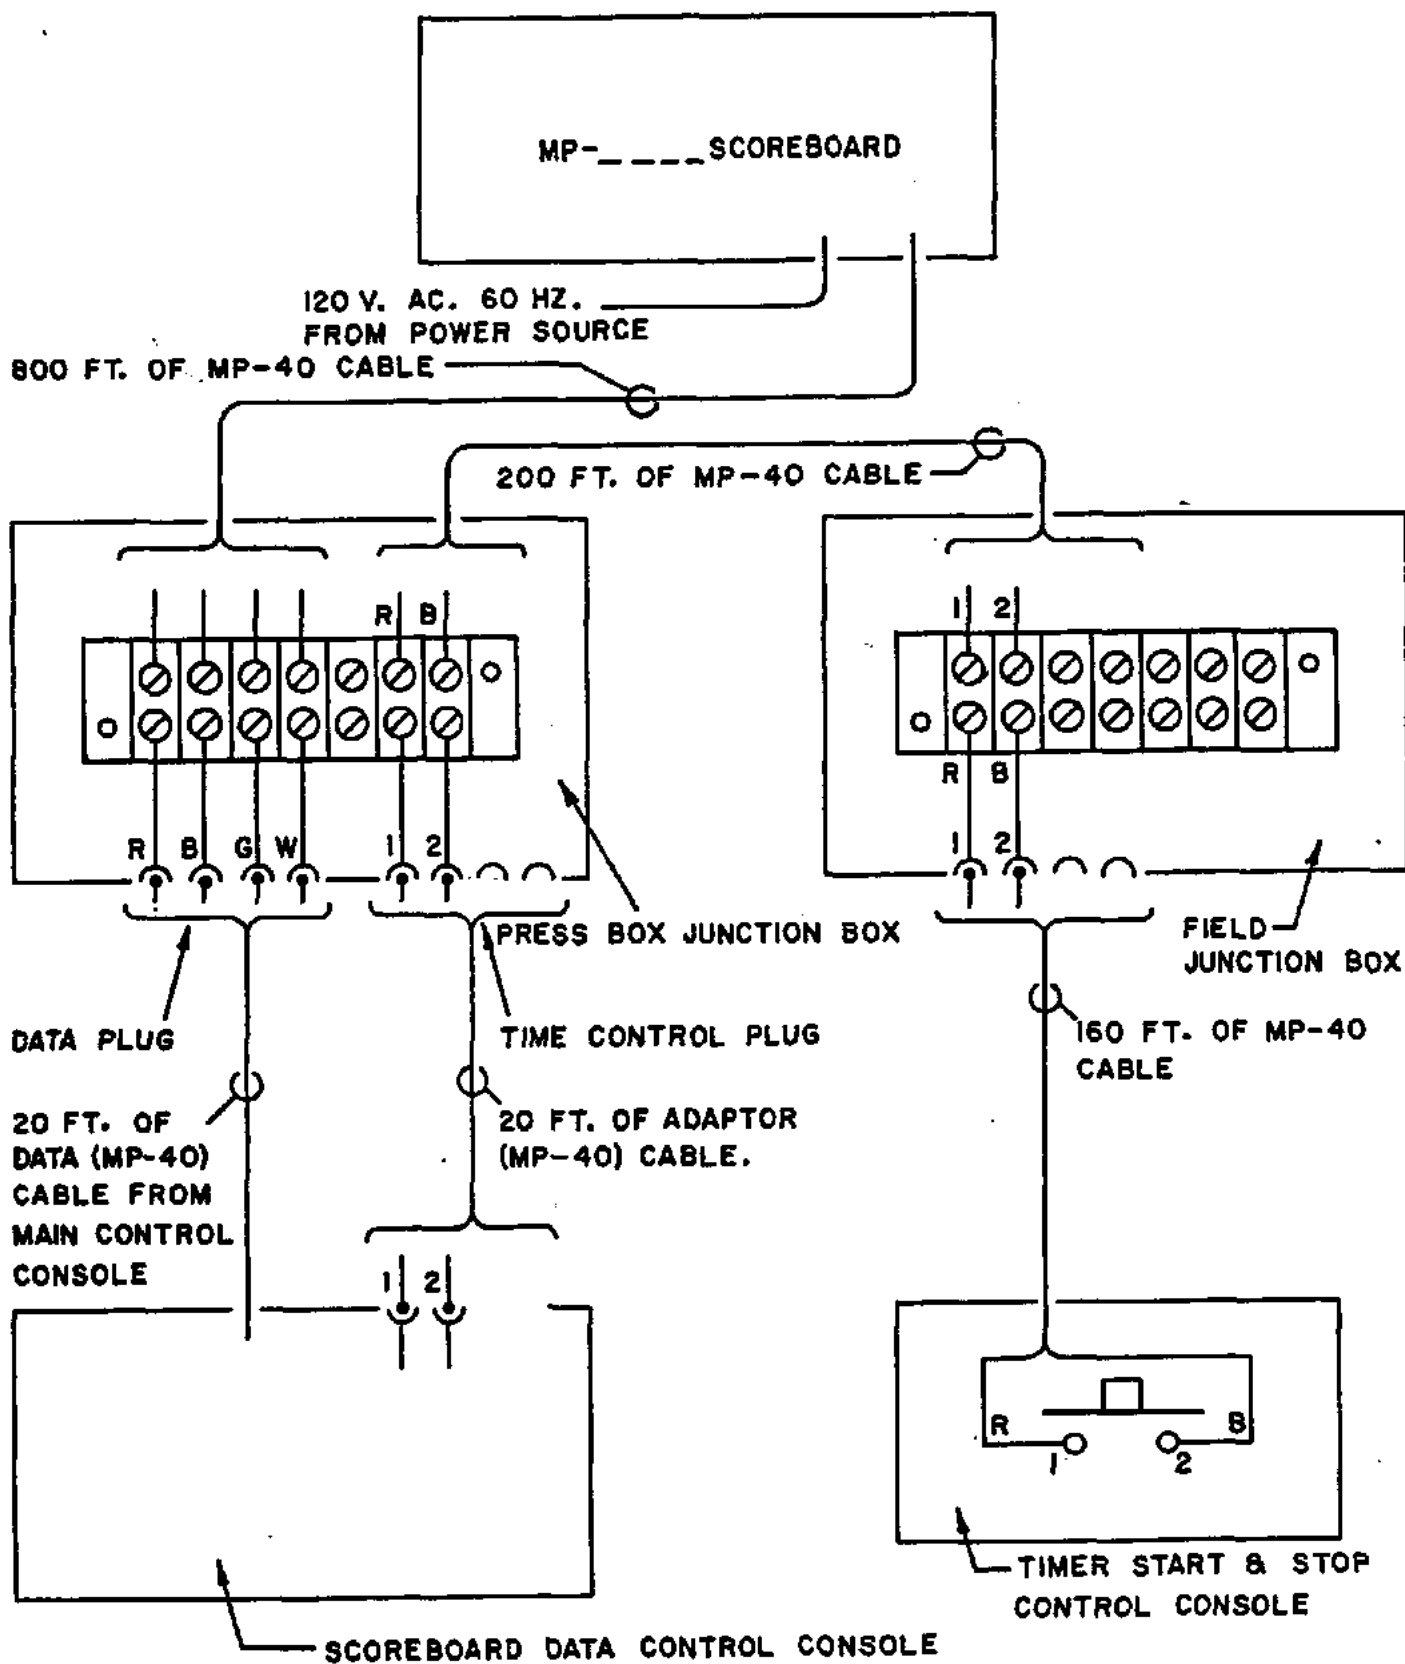 MP-____SCOREBOARD
120 V. AC. 60 HZ.
FROM POWER SOURCE
800 FT. OF MP-40 CABLE
200 FT. OF MP-40 CABLE
R B
1 2
R B
R B G W 1 2
1 2
PRESS BOX JUNCTION BOX
FIELD
JUNCTION BOX
DATA PLUG
TIME CONTROL PLUG
160 FT. OF MP-40
CABLE
20 FT. OF
DATA (MP-40)
CABLE FROM
MAIN CONTROL
CONSOLE
20 FT. OF ADAPTOR
(MP-40) CABLE.
1 2
R B
1 2
TIMER START & STOP
CONTROL CONSOLE
SCOREBOARD DATA CONTROL CONSOLE